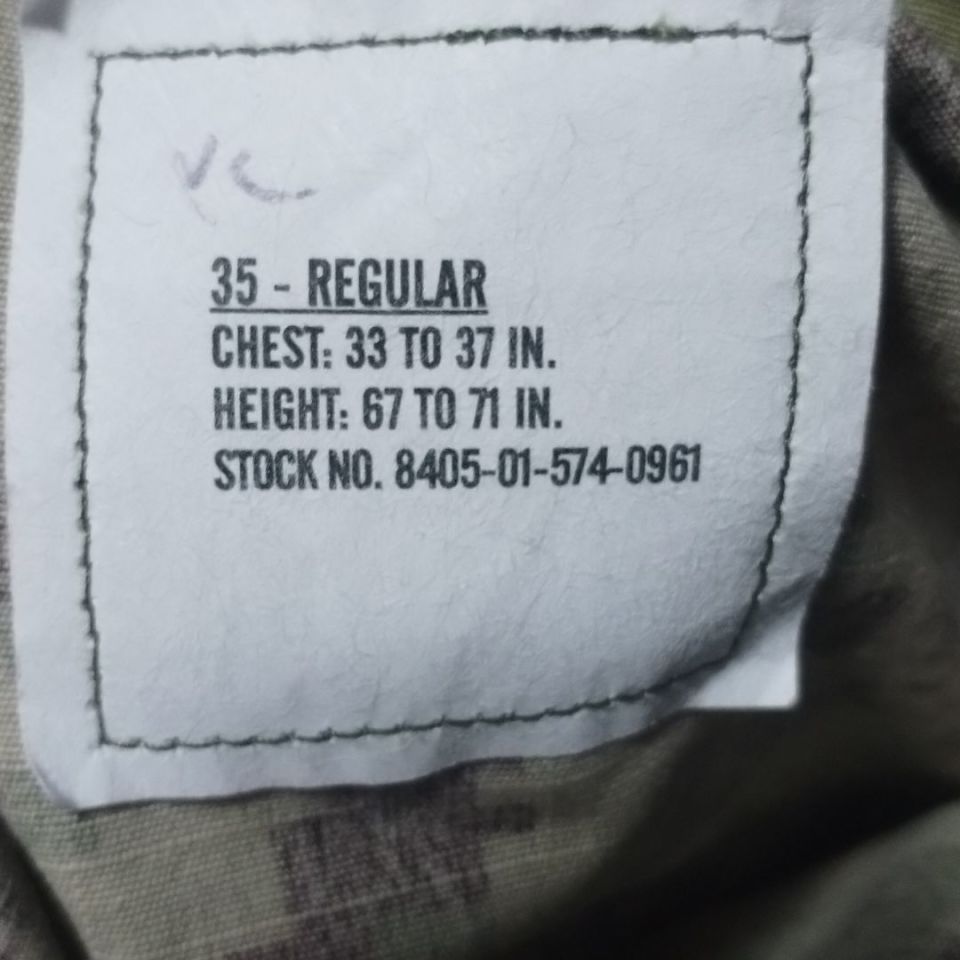 35 - REGULAR
CHEST: 33 TO 37 IN.
HEIGHT: 67 TO 71 IN.
STOCK NO. 8405-01-574-0961